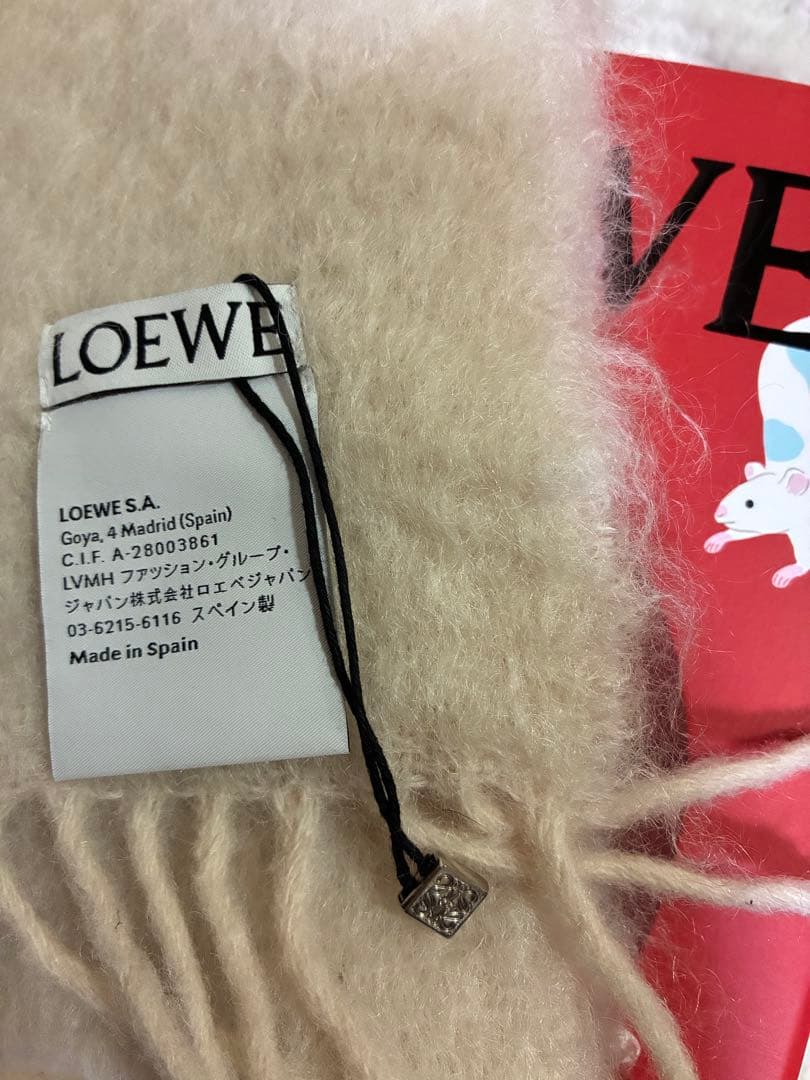 LOEWE
LOEWE S.A.
Goya, 4 Madrid (Spain)
C.I.F. A-28003861
LVMH ファッション・グループ・
ジャパン株式会社ロエベジャパン
03-6215-6116 スペイン製
Made in Spain
WE